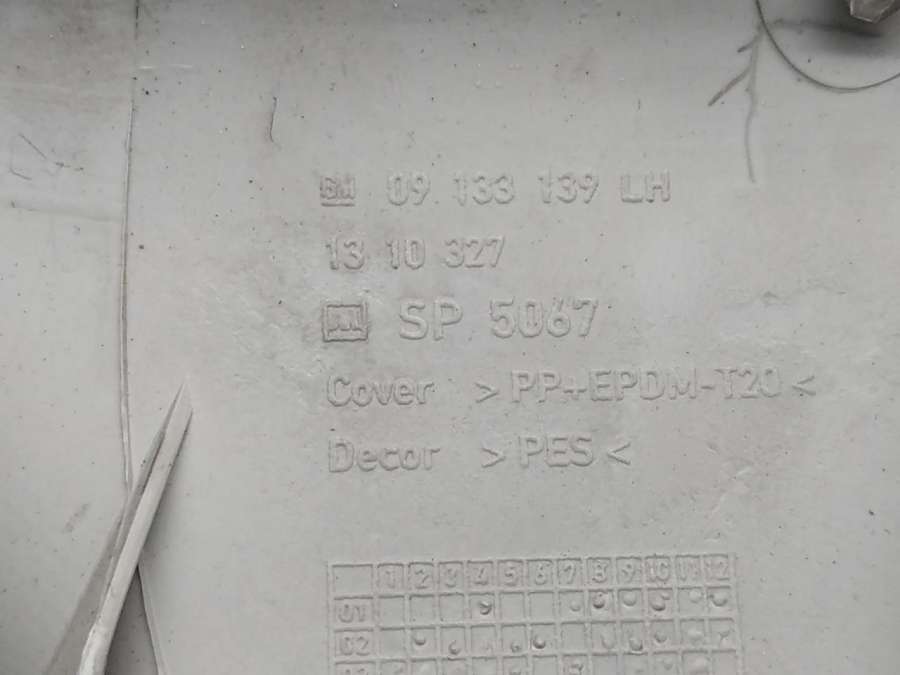 GM 09 133 139 LH
13 10 327
SP 5067
Cover >PP+EPDM-T20<
Decor >PES<
1 2 3 4 5 6 7 8 9 10 11 12
01
02
03